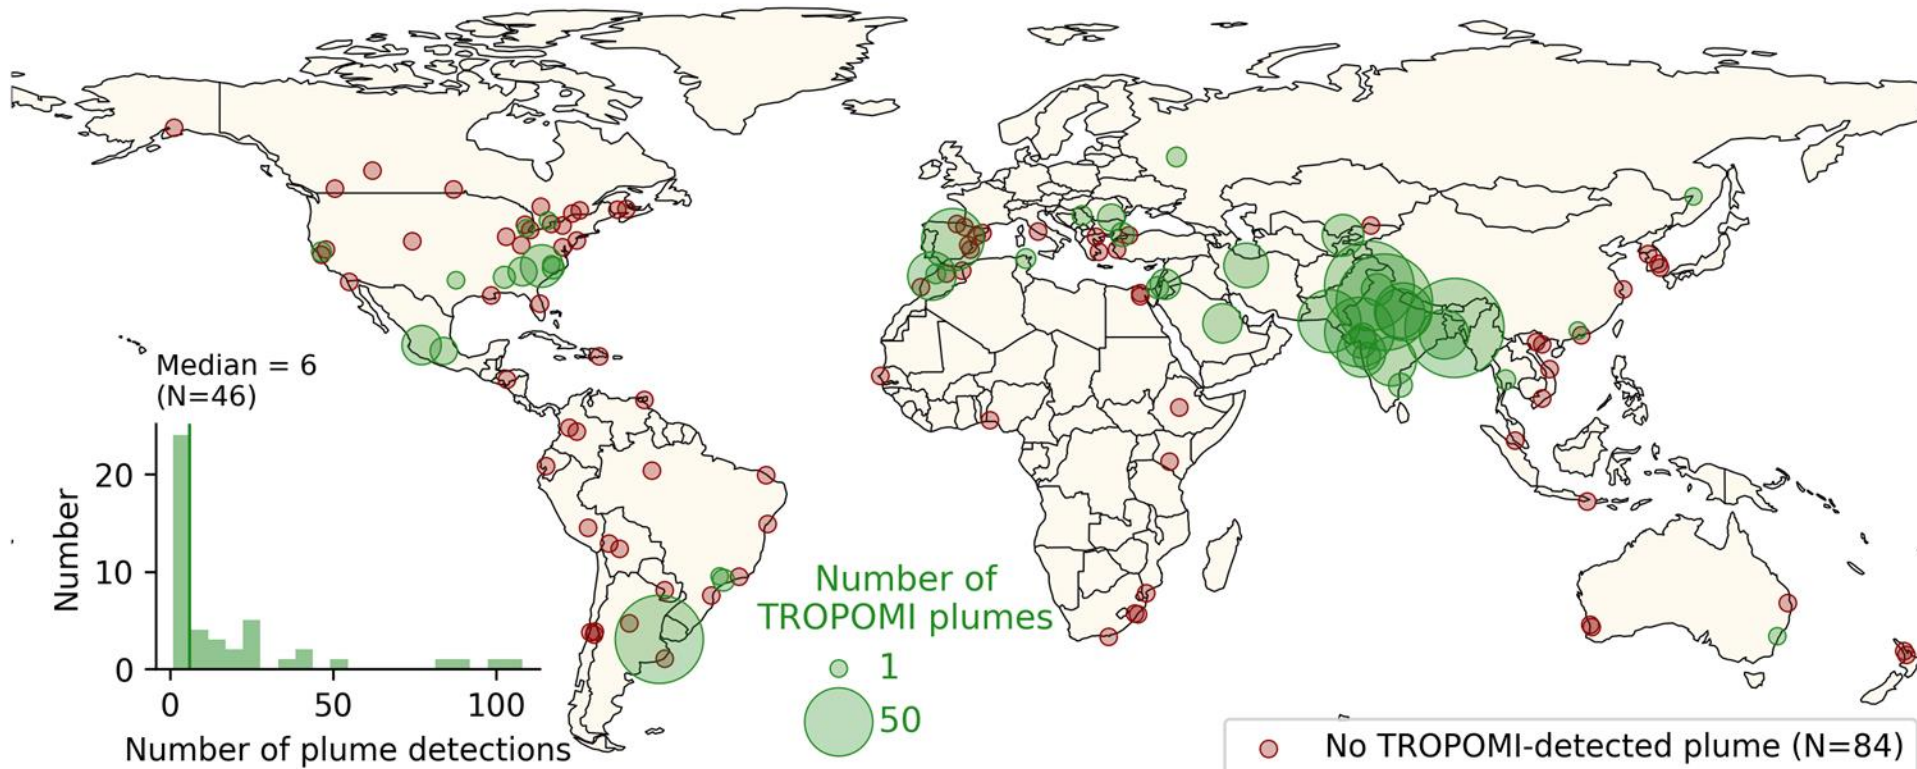 Median = 6
(N=46)
Number
20
10
0
0 50 100
Number of plume detections
Number of
TROPOMI plumes
1
50
No TROPOMI-detected plume (N=84)